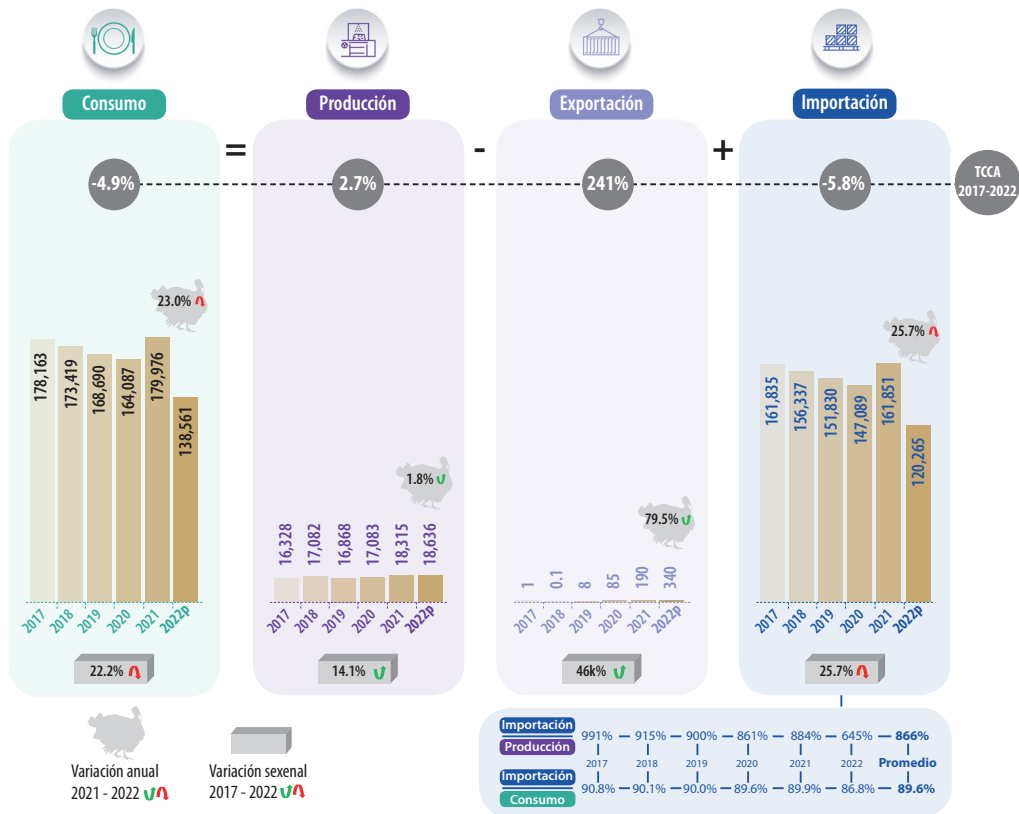 Consumo
Producción
Exportación
Importación
=
-
+
-4.9%
2.7%
241%
-5.8%
TCCA
2017-2022
23.0%
178,163
173,419
168,690
164,087
179,976
138,561
2017
2018
2019
2020
2021
2022p
22.2%
1.8%
16,328
17,082
16,868
17,083
18,315
18,636
2017
2018
2019
2020
2021
2022p
14.1%
79.5%
1
0.1
8
85
190
340
2017
2018
2019
2020
2021
2022p
46k%
25.7%
161,835
156,337
151,830
147,089
161,851
120,265
2017
2018
2019
2020
2021
2022p
25.7%
Variación anual
2021 - 2022
Variación sexenal
2017 - 2022
Importación
Producción
991% 915% 900% 861% 884% 645% 866%
2017 2018 2019 2020 2021 2022 Promedio
Importación
Consumo
90.8% 90.1% 90.0% 89.6% 89.9% 86.8% 89.6%